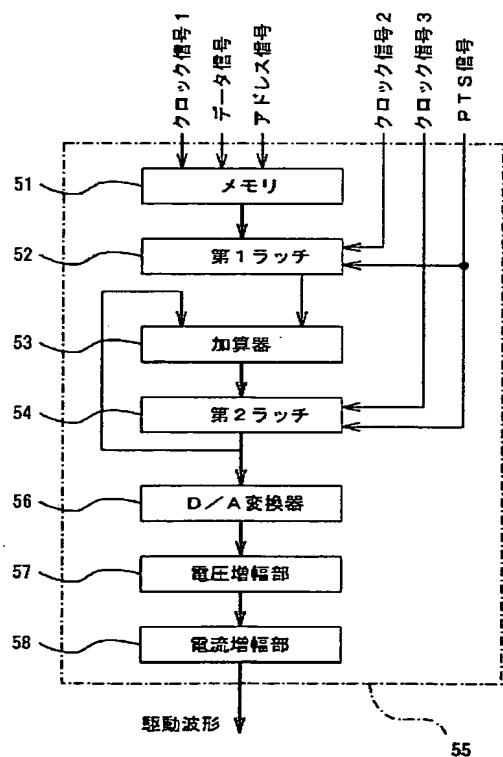 クロック信号1
データ信号
アドレス信号
クロック信号2
クロック信号3
PTS信号
51
メモリ
52
第1ラッチ
53
加算器
54
第2ラッチ
56
D/A変換器
57
電圧増幅部
58
電流増幅部
駆動波形
55